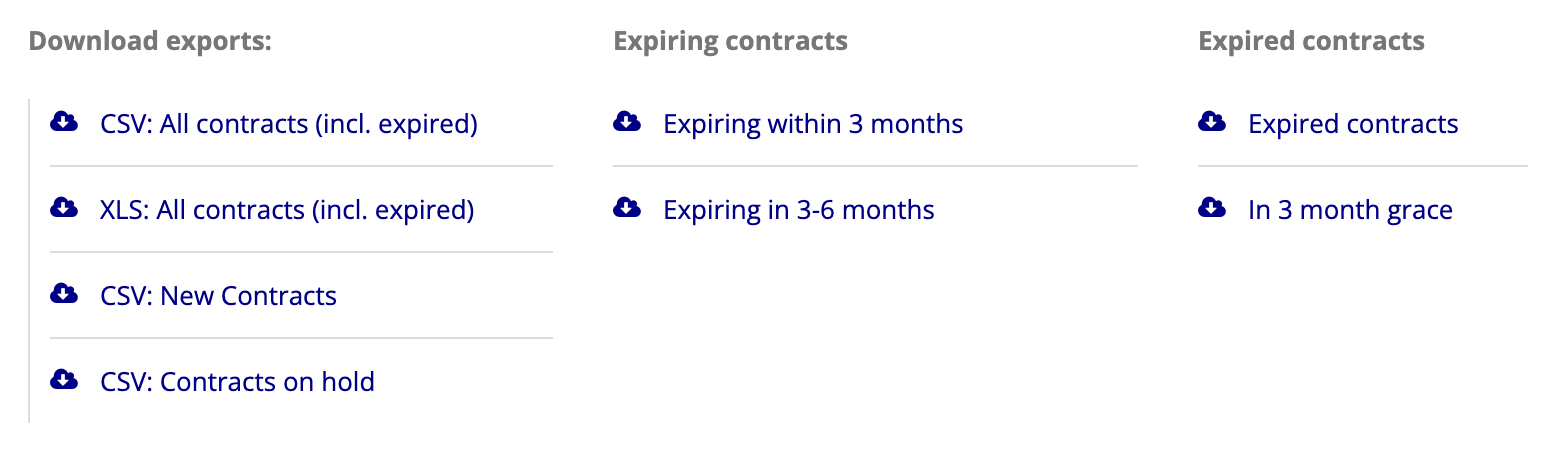 Download exports:
CSV: All contracts (incl. expired)
XLS: All contracts (incl. expired)
CSV: New Contracts
CSV: Contracts on hold
Expiring contracts
Expiring within 3 months
Expiring in 3-6 months
Expired contracts
Expired contracts
In 3 month grace